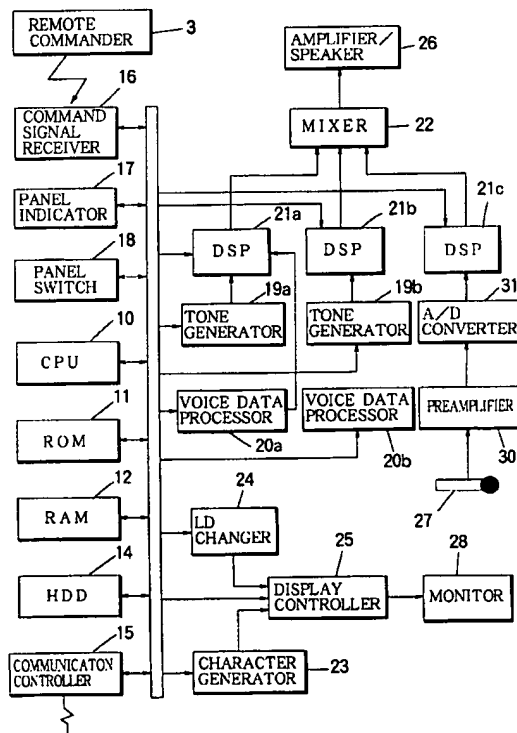 REMOTE
COMMANDER
3
16
COMMAND
SIGNAL
RECEIVER
17
PANEL
INDICATOR
18
PANEL
SWITCH
10
CPU
11
ROM
12
RAM
14
HDD
15
COMMUNICATON
CONTROLLER
AMPLIFIER/
SPEAKER
26
MIXER
22
21a
DSP
21b
DSP
21c
DSP
19a
TONE
GENERATOR
19b
TONE
GENERATOR
31
A/D
CONVERTER
VOICE DATA
PROCESSOR
20a
VOICE DATA
PROCESSOR
20b
PREAMPLIFIER
30
27
24
LD
CHANGER
25
DISPLAY
CONTROLLER
28
MONITOR
CHARACTER
GENERATOR
23